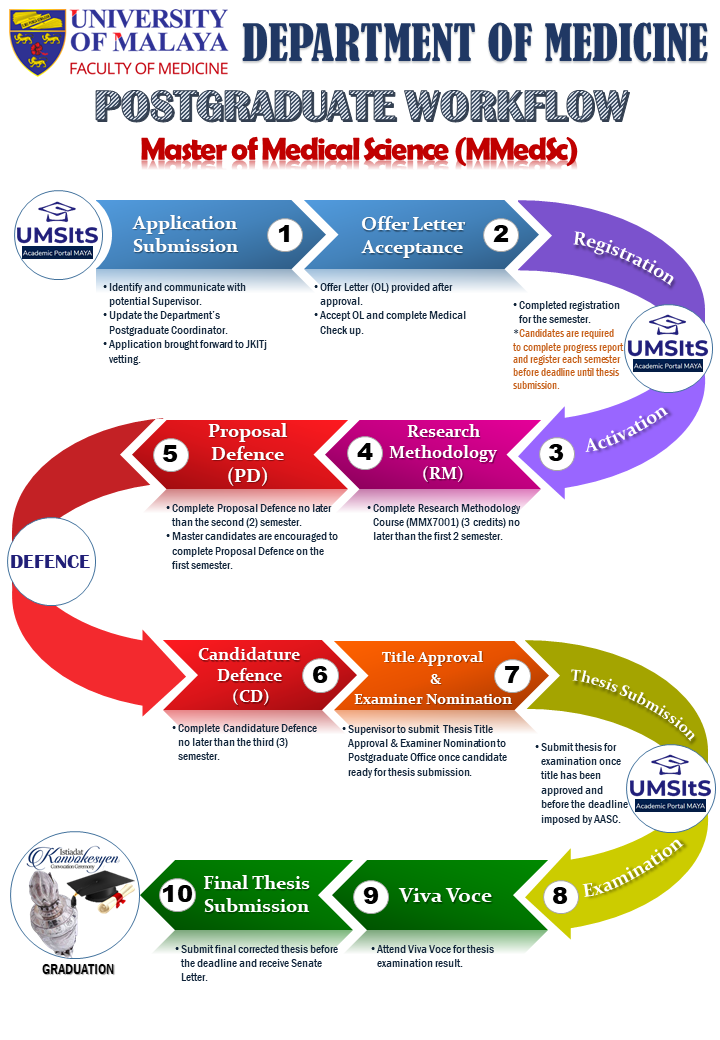 UNIVERSITY
OF MALAYA
FACULTY OF MEDICINE
DEPARTMENT OF MEDICINE
POSTGRADUATE WORKFLOW
Master of Medical Science (MMedSc)
UMSItS
Academic Portal MAYA
Application
Submission
1
Offer Letter
Acceptance
2
Registration
• Identify and communicate with
potential Supervisor.
• Update the Department's
Postgraduate Coordinator.
• Application brought forward to JKITj
vetting.
• Offer Letter (OL) provided after
approval.
• Accept OL and complete Medical
Check up.
• Completed registration
for the semester.
*Candidates are required
to complete progress report
and register each semester
before deadline until thesis
submission.
UMSItS
Academic Portal MAYA
Activation
3
Research
Methodology
(RM)
4
Proposal
Defence
(PD)
5
• Complete Research Methodology
Course (MMX7001) (3 credits) no
later than the first 2 semester.
• Complete Proposal Defence no later
than the second (2) semester.
• Master candidates are encouraged to
complete Proposal Defence on the
first semester.
DEFENCE
Candidature
Defence
(CD)
6
Title Approval
&
Examiner Nomination
7
Thesis Submission
• Complete Candidature Defence
no later than the third (3)
semester.
• Supervisor to submit Thesis Title
Approval & Examiner Nomination to
Postgraduate Office once candidate
ready for thesis submission.
• Submit thesis for
examination once
title has been
approved and
before the deadline
imposed by AASC.
UMSItS
Academic Portal MAYA
Examination
8
Viva Voce
9
Final Thesis
Submission
10
• Attend Viva Voce for thesis
examination result.
• Submit final corrected thesis before
the deadline and receive Senate
Letter.
Istiadat
Konvokesyen
Convocation Ceremony
GRADUATION